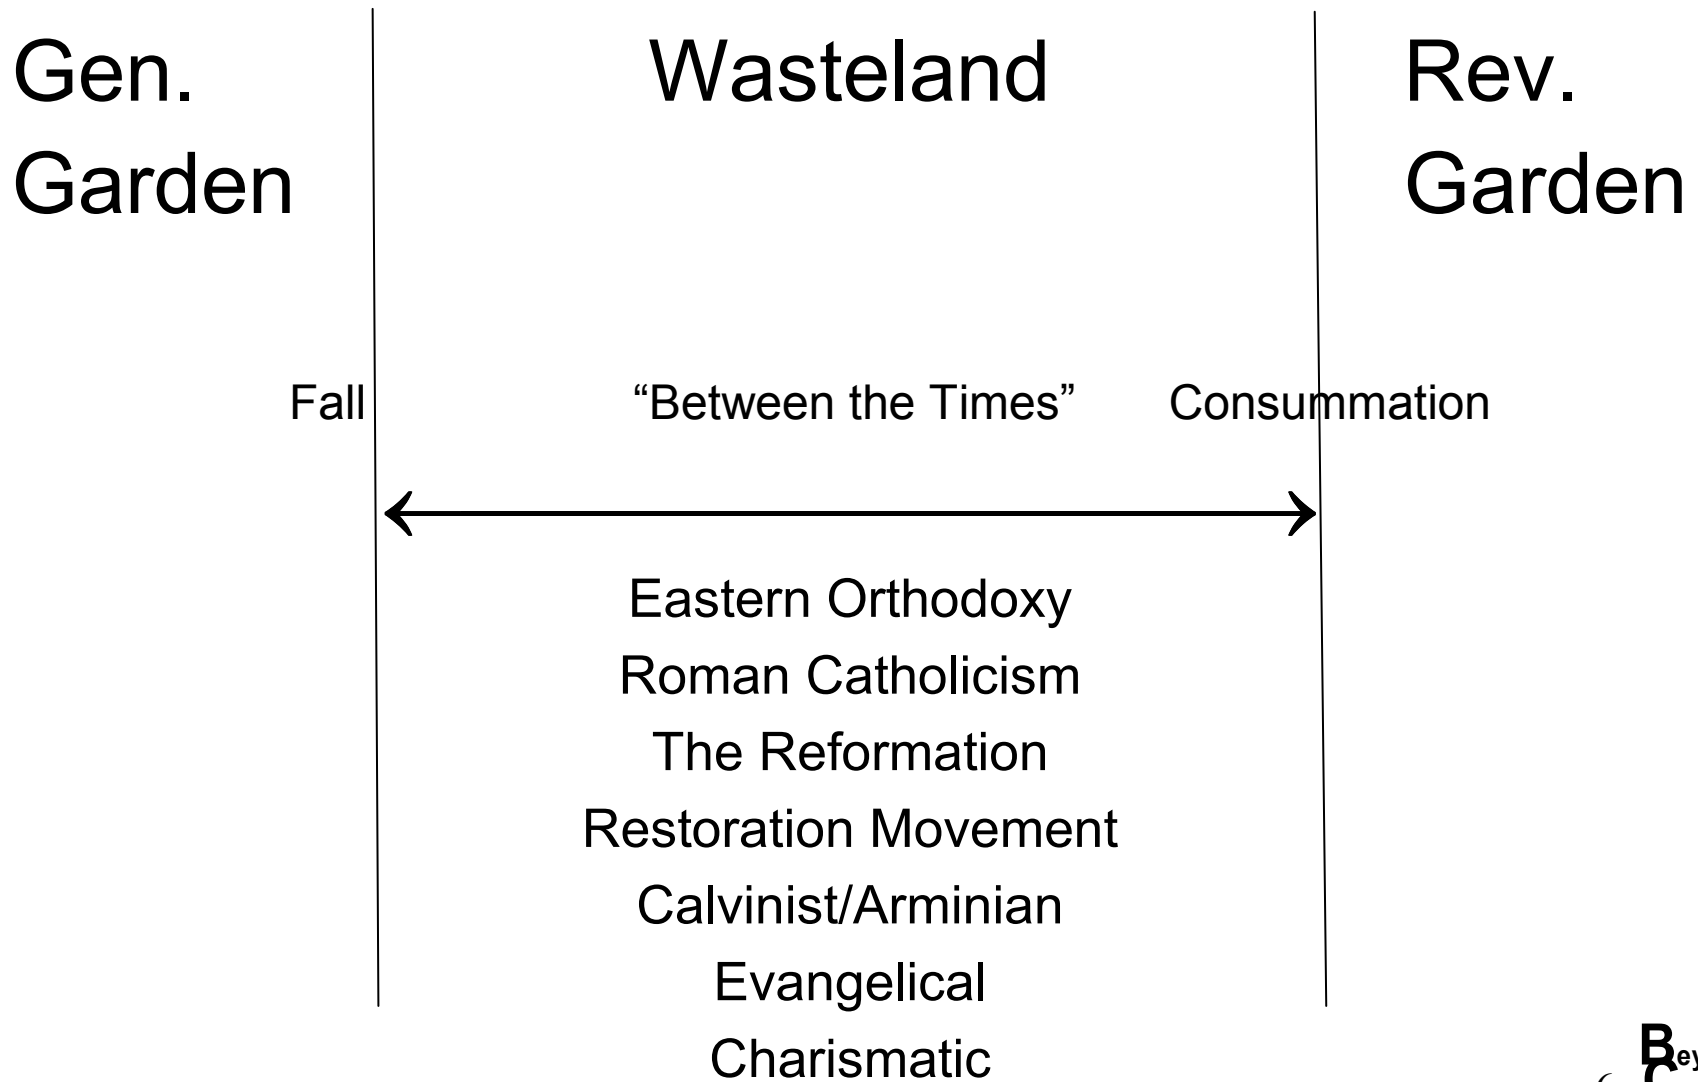 Gen.
Garden
Wasteland
Rev.
Garden
Fall
“Between the Times”
Consummation
Eastern Orthodoxy
Roman Catholicism
The Reformation
Restoration Movement
Calvinist/Arminian
Evangelical
Charismatic